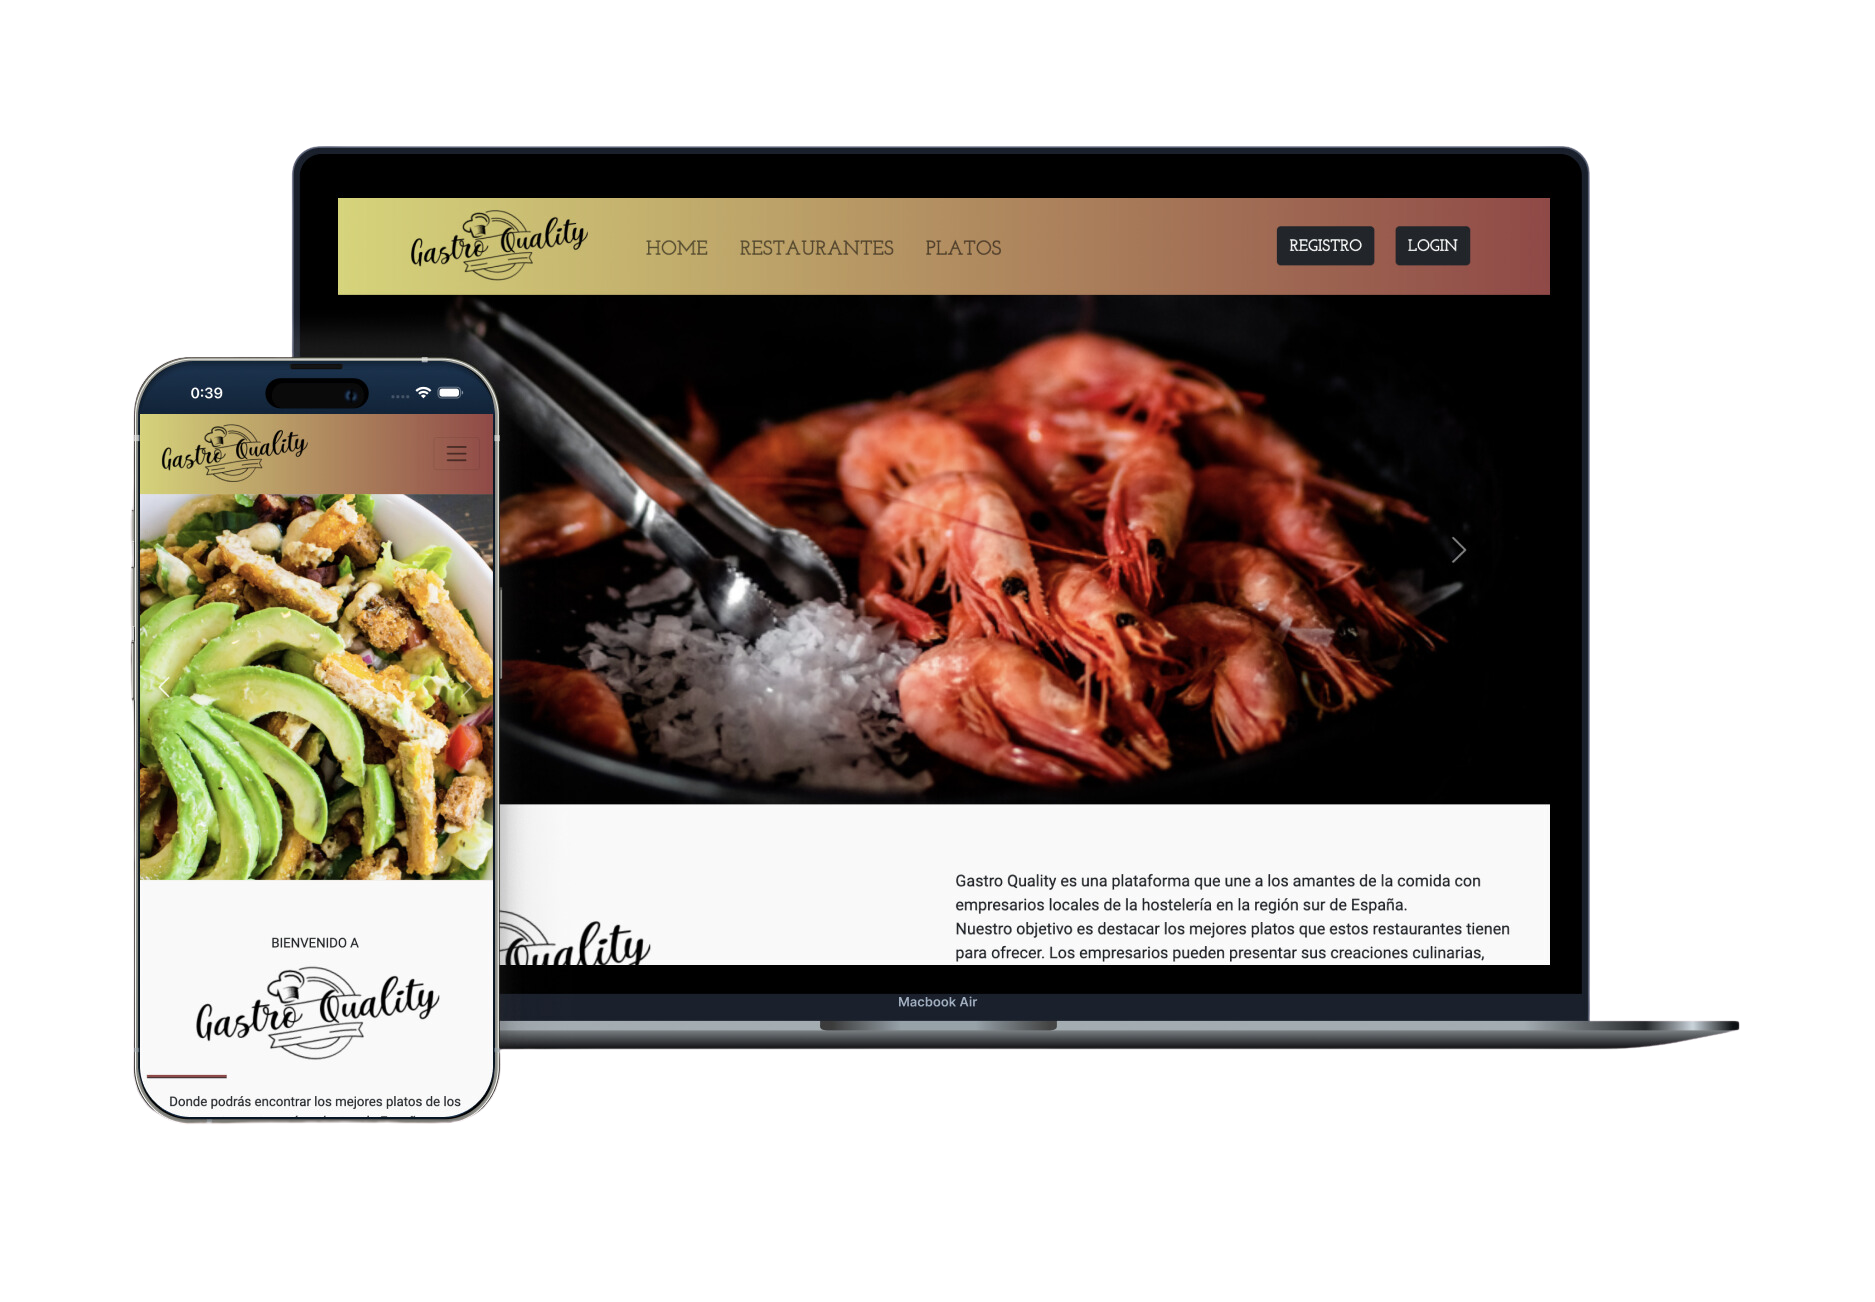 Gastro Quality
HOME RESTAURANTES PLATOS
REGISTRO LOGIN
Gastro Quality es una plataforma que une a los amantes de la comida con
empresarios locales de la hostelería en la región sur de España.
Nuestro objetivo es destacar los mejores platos que estos restaurantes tienen
para ofrecer. Los empresarios pueden presentar sus creaciones culinarias,
Quality
Macbook Air
0:39
Gastro Quality
BIENVENIDO A
Gastro Quality
Donde podrás encontrar los mejores platos de los